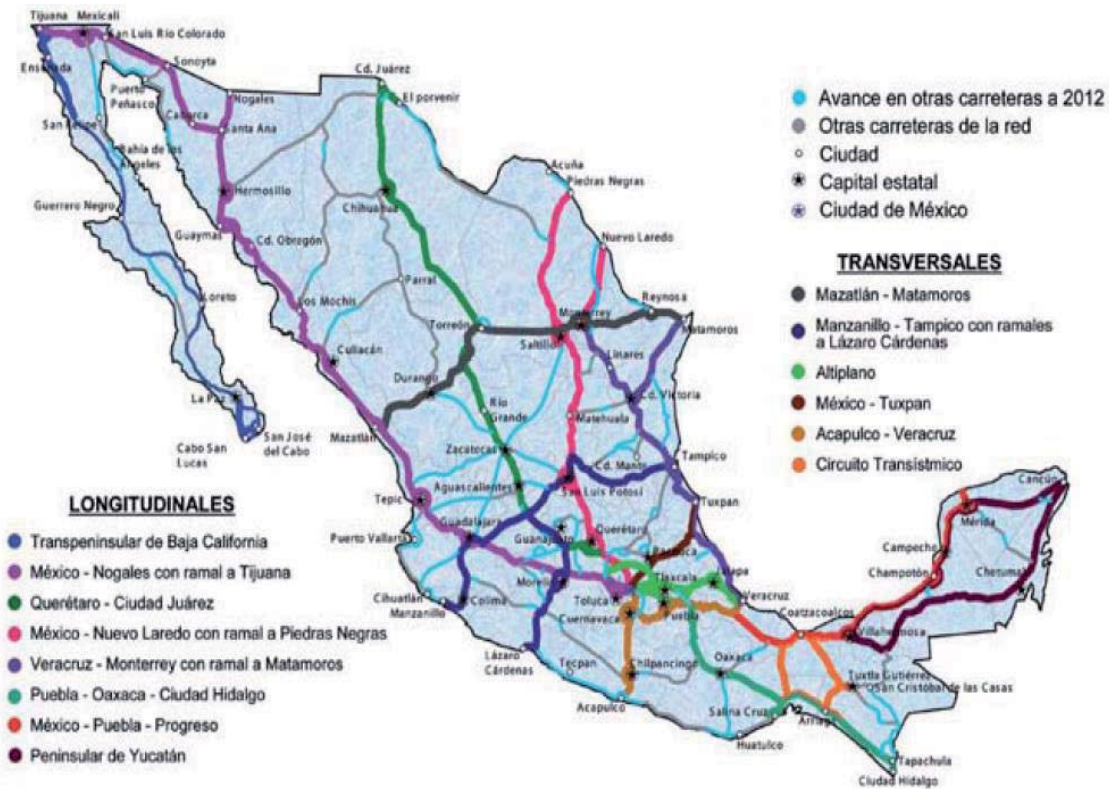 Tijuana Mexicali
San Luis Río Colorado
Ensenada
Sonoyta
Puerto
Peñasco
Nogales
Caborca
Santa Ana
San Felipe
Bahía de los
Ángeles
Guerrero Negro
Hermosillo
Guaymas
Cd. Obregón
Cd. Juárez
El porvenir
Chihuahua
Acuña
Piedras Negras
Nuevo Laredo
Loreto
Parral
Los Mochis
Culiacán
Torreón
Monterrey
Saltillo
Reynosa
Matamoros
Linares
Durango
Cd. Victoria
La Paz
Cabo San
Lucas
San José
del Cabo
Mazatlán
Río
Grande
Matehuala
Zacatecas
Cd. Mante
Tampico
Aguascalientes
San Luis Potosí
Tuxpan
Tepic
Puerto Vallarta
Guadalajara
Guanajuato
Querétaro
Pachuca
Cihuatlán
Manzanillo
Colima
Morelia
Toluca
Tlaxcala
Jalapa
Cuernavaca
Puebla
Veracruz
Lázaro
Cárdenas
Tecpan
Chilpancingo
Acapulco
Oaxaca
Salina Cruz
Huatulco
Coatzacoalcos
Villahermosa
Tuxtla Gutiérrez
San Cristóbal de las Casas
Arriaga
Tapachula
Ciudad Hidalgo
Cancún
Mérida
Campeche
Champotón
Chetumal
Avance en otras carreteras a 2012
Otras carreteras de la red
Ciudad
Capital estatal
Ciudad de México
TRANSVERSALES
Mazatlán - Matamoros
Manzanillo - Tampico con ramales
a Lázaro Cárdenas
Altiplano
México - Tuxpan
Acapulco - Veracruz
Circuito Transístmico
LONGITUDINALES
Transpeninsular de Baja California
México - Nogales con ramal a Tijuana
Querétaro - Ciudad Juárez
México - Nuevo Laredo con ramal a Piedras Negras
Veracruz - Monterrey con ramal a Matamoros
Puebla - Oaxaca - Ciudad Hidalgo
México - Puebla - Progreso
Peninsular de Yucatán